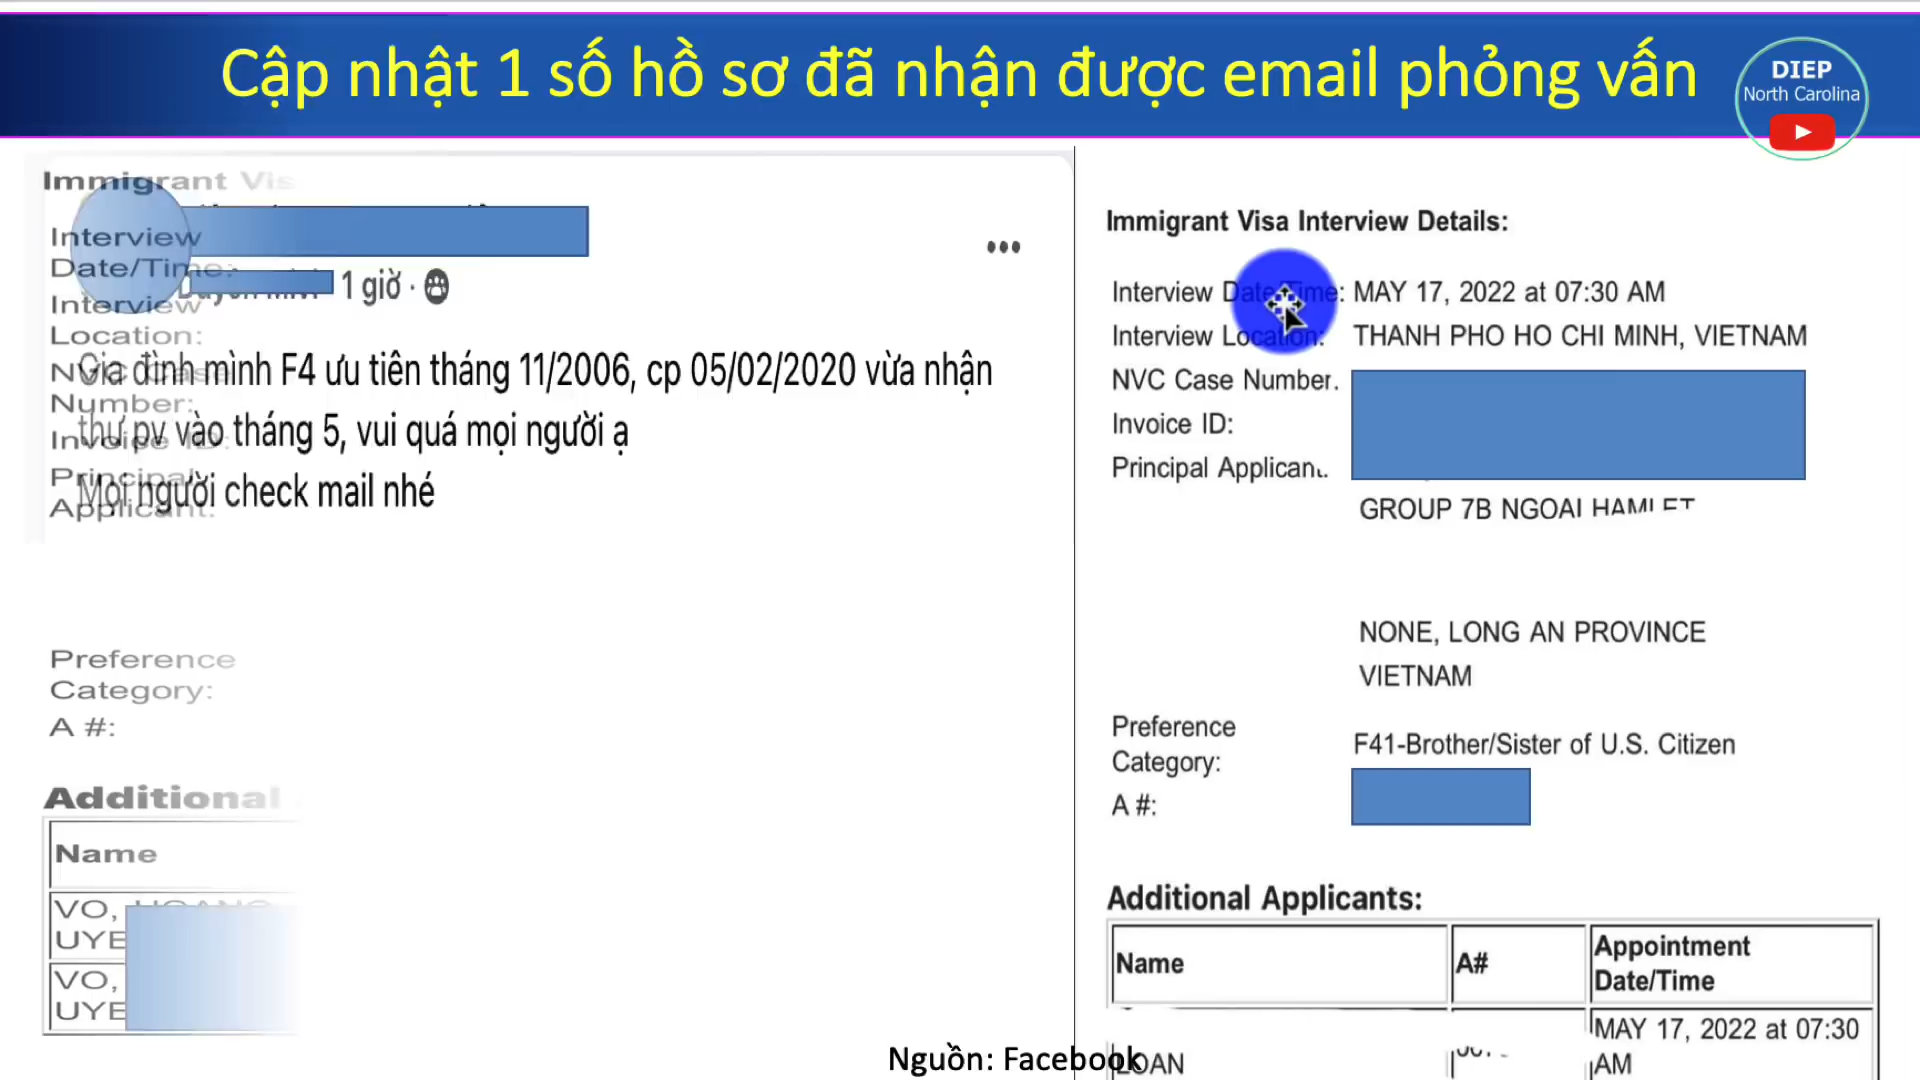 Cập nhật 1 số hồ sơ đã nhận được email phỏng vấn
DIEP
North Carolina
Immigrant Vis
Interview
Date/Time:
1 giờ ·
Interview
Location:
Gia đình mình F4 ưu tiên tháng 11/2006, cp 05/02/2020 vừa nhận
Number:
thư pv vào tháng 5, vui quá mọi người ạ
Invoice ID:
Principal
Mọi người check mail nhé
Applicant:
Preference
Category:
A #:
Additional
Name
VO,
UYE
VO,
UYE
Immigrant Visa Interview Details:
Interview Date/Time: MAY 17, 2022 at 07:30 AM
Interview Location: THANH PHO HO CHI MINH, VIETNAM
NVC Case Number.
Invoice ID:
Principal Applicant.
GROUP 7B NGOAI HAMLET
NONE, LONG AN PROVINCE
VIETNAM
Preference
Category:
F41-Brother/Sister of U.S. Citizen
A #:
Additional Applicants:
Name
A#
Appointment
Date/Time
MAY 17, 2022 at 07:30
AM
LOAN
Nguồn: Facebook